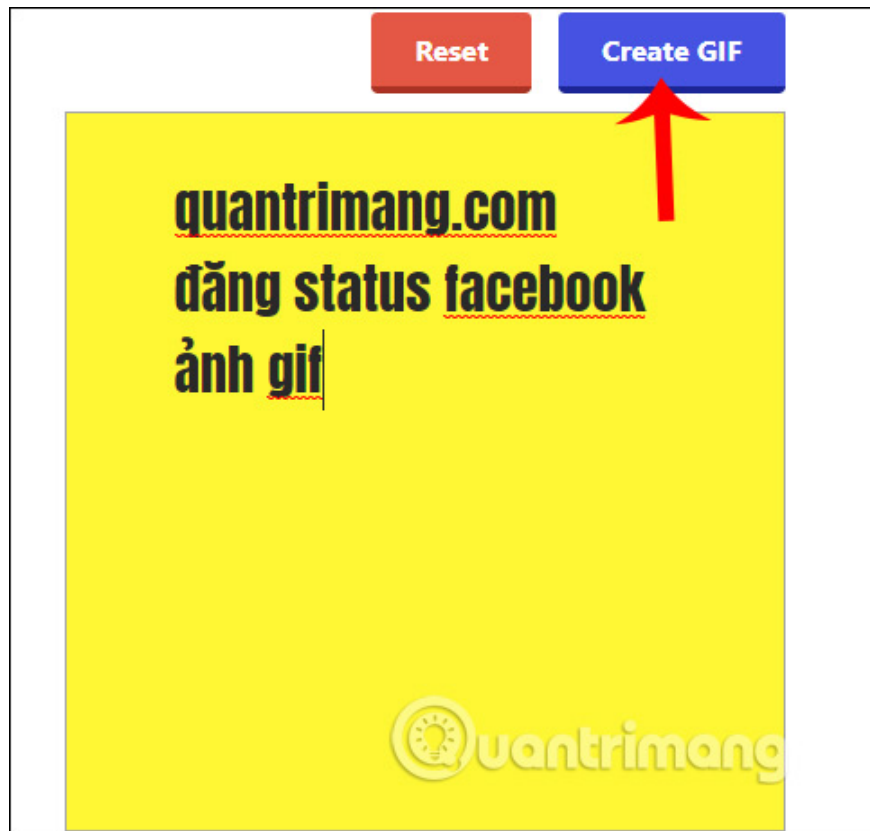 Reset Create GIF
quantrimang.com
đăng status facebook
ảnh gif
Quantrimang